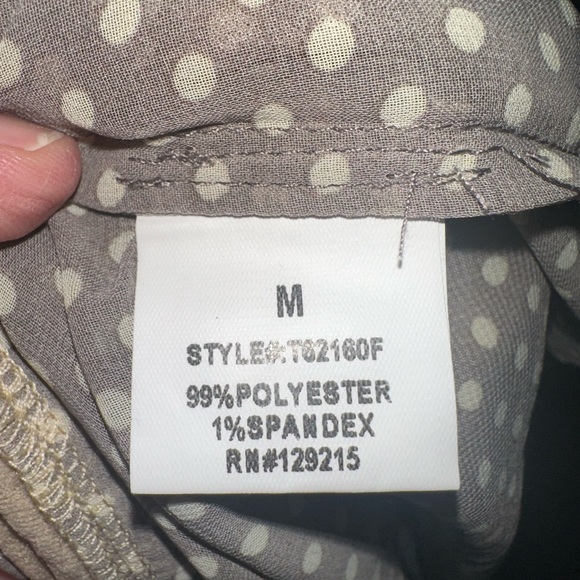 M
STYLE#:T62160F
99%POLYESTER
1%SPANDEX
RN#129215